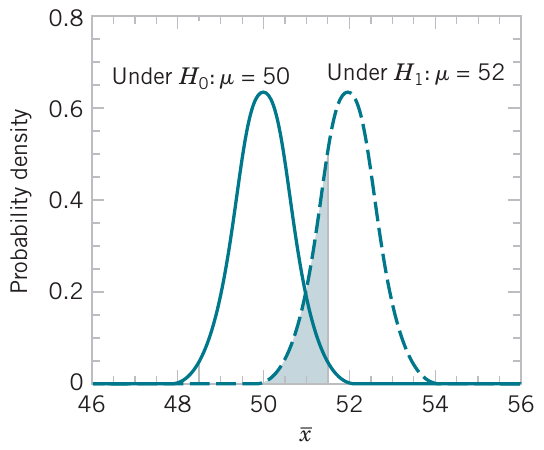 0.8
Under H₀: μ = 50
Under H₁: μ = 52
0.6
0.4
0.2
0
Probability density
46 48 50 52 54 56
x̅